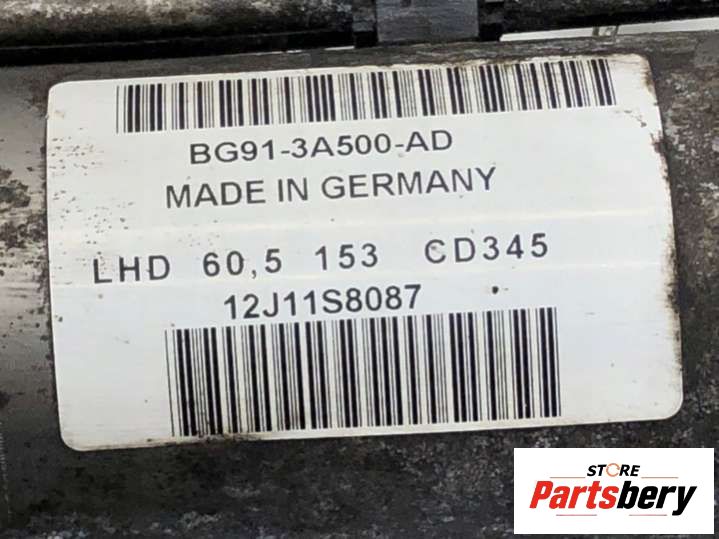 BG91-3A500-AD
MADE IN GERMANY
LHD 60,5 153 CD345
12J11S8087
STORE
Partsbery